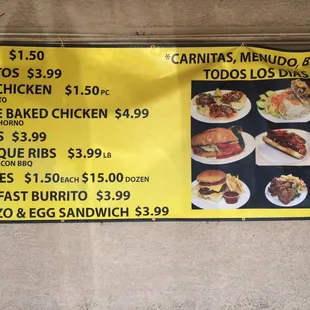 $1.50
*CARNITAS, MENUDO, B
TODOS LOS DIAS
TOS $3.99
CHICKEN $1.50 PC
TO
E BAKED CHICKEN $4.99
HORNO
S $3.99
QUE RIBS $3.99 LB
CON BBQ
ES $1.50 EACH $15.00 DOZEN
FAST BURRITO $3.99
ZO & EGG SANDWICH $3.99